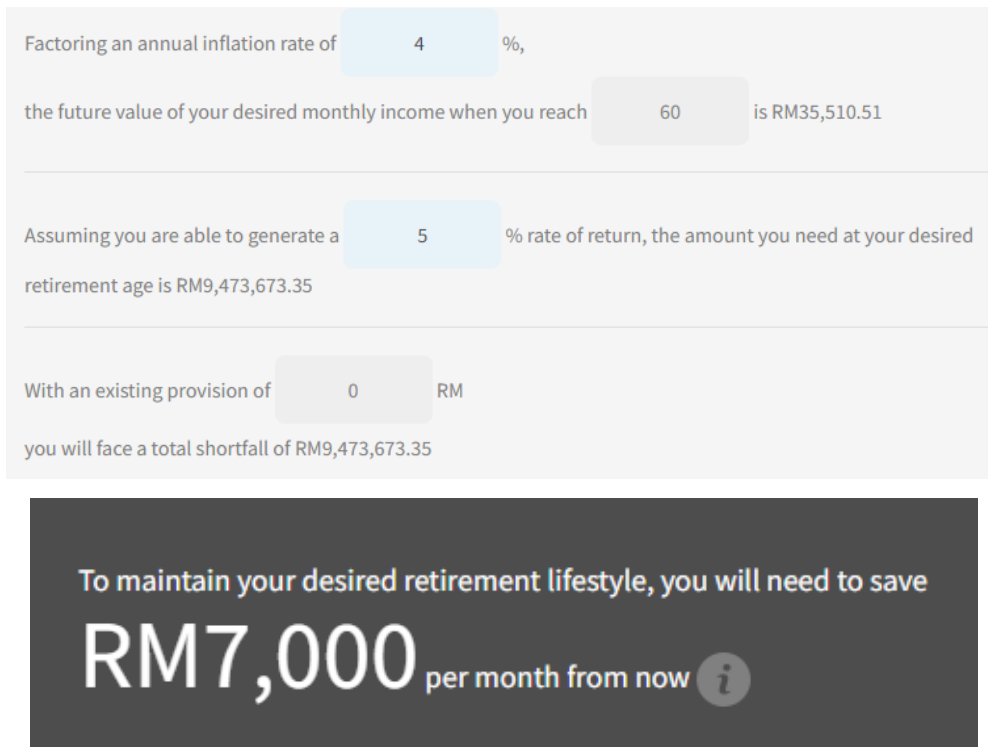 Factoring an annual inflation rate of 4 %,
the future value of your desired monthly income when you reach 60 is RM35,510.51
Assuming you are able to generate a 5 % rate of return, the amount you need at your desired
retirement age is RM9,473,673.35
With an existing provision of 0 RM
you will face a total shortfall of RM9,473,673.35
To maintain your desired retirement lifestyle, you will need to save
RM7,000 per month from now i